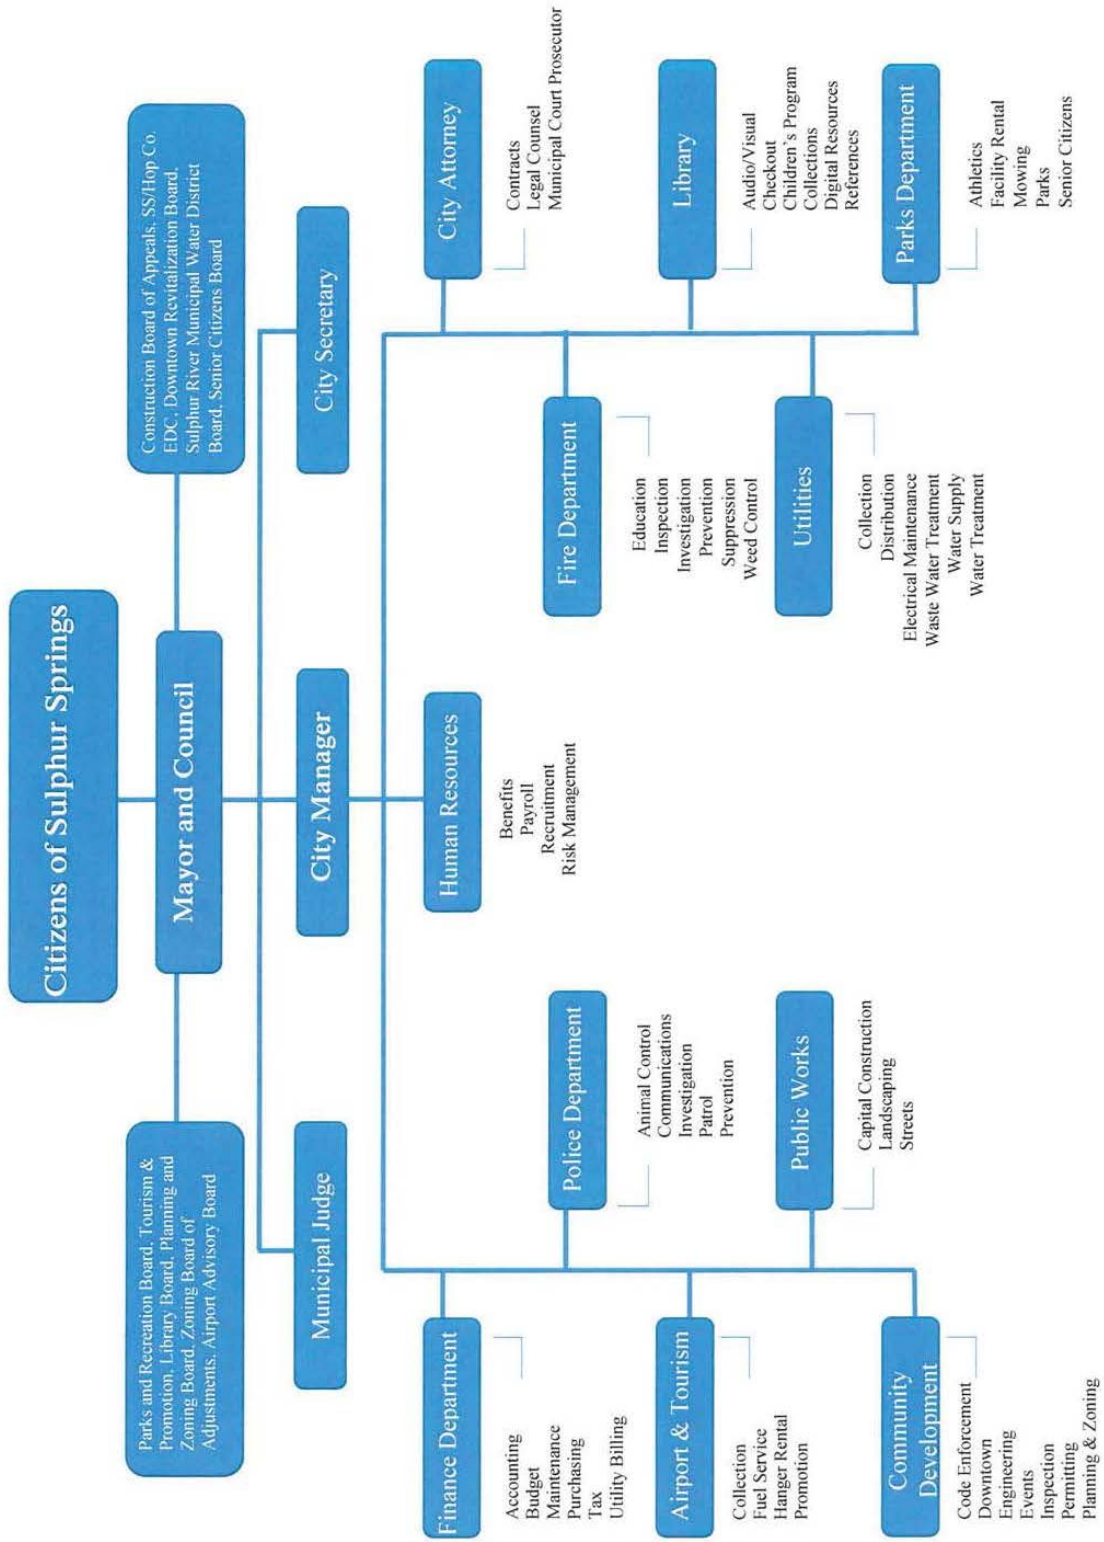 Citizens of Sulphur Springs
Parks and Recreation Board, Tourism &
Promotion, Library Board, Planning and
Zoning Board, Zoning Board of
Adjustments, Airport Advisory Board
Mayor and Council
Construction Board of Appeals, SS/Hop Co.
EDC, Downtown Revitalization Board,
Sulphur River Municipal Water District
Board, Senior Citizens Board
Municipal Judge
City Manager
City Secretary
Finance Department
Accounting
Budget
Maintenance
Purchasing
Tax
Utility Billing
Human Resources
Benefits
Payroll
Recruitment
Risk Management
City Attorney
Contracts
Legal Counsel
Municipal Court Prosecutor
Police Department
Animal Control
Communications
Investigation
Patrol
Prevention
Fire Department
Education
Inspection
Investigation
Prevention
Suppression
Weed Control
Airport & Tourism
Collection
Fuel Service
Hanger Rental
Promotion
Library
Audio/Visual
Checkout
Children's Program
Collections
Digital Resources
References
Public Works
Capital Construction
Landscaping
Streets
Utilities
Collection
Distribution
Electrical Maintenance
Waste Water Treatment
Water Supply
Water Treatment
Community
Development
Code Enforcement
Downtown
Engineering
Events
Inspection
Permitting
Planning & Zoning
Parks Department
Athletics
Facility Rental
Mowing
Parks
Senior Citizens